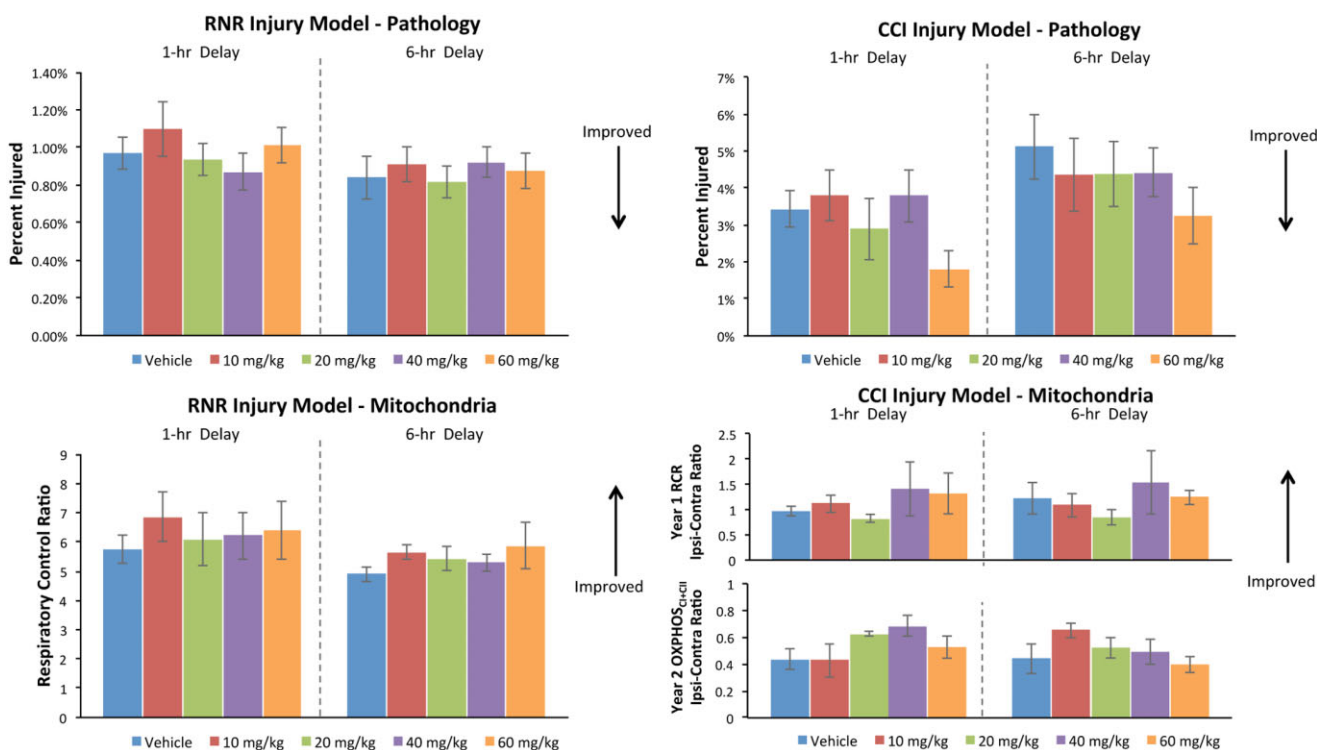 RNR Injury Model - Pathology
1-hr Delay
6-hr Delay
Percent Injured
1.40%
1.20%
1.00%
0.80%
0.60%
0.40%
0.20%
0.00%
Improved
Vehicle 10 mg/kg 20 mg/kg 40 mg/kg 60 mg/kg
CCI Injury Model - Pathology
1-hr Delay
6-hr Delay
Percent Injured
7%
6%
5%
4%
3%
2%
1%
0%
Improved
Vehicle 10 mg/kg 20 mg/kg 40 mg/kg 60 mg/kg
RNR Injury Model - Mitochondria
1-hr Delay
6-hr Delay
Respiratory Control Ratio
9
8
7
6
5
4
3
2
1
0
Improved
Vehicle 10 mg/kg 20 mg/kg 40 mg/kg 60 mg/kg
CCI Injury Model - Mitochondria
1-hr Delay
6-hr Delay
Year 1 RCR
Ipsi-Contra Ratio
2.5
2
1.5
1
0.5
0
Improved
Year 2 OXPHOSCI+CII
Ipsi-Contra Ratio
1
0.8
0.6
0.4
0.2
0
Vehicle 10 mg/kg 20 mg/kg 40 mg/kg 60 mg/kg